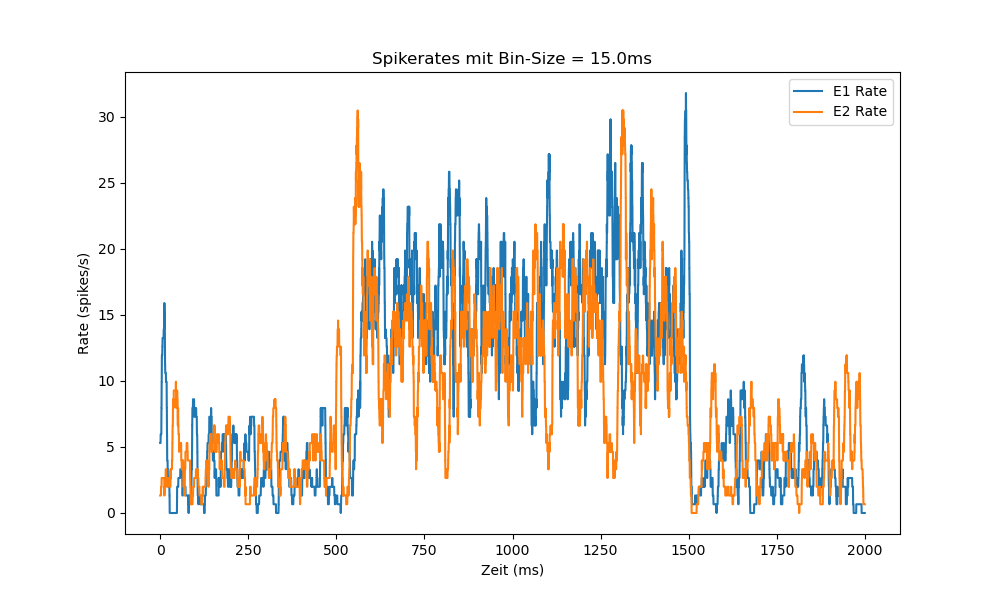 Spikerates mit Bin-Size = 15.0ms
E1 Rate
E2 Rate
30
25
20
15
10
5
0
Rate (spikes/s)
0 250 500 750 1000 1250 1500 1750 2000
Zeit (ms)